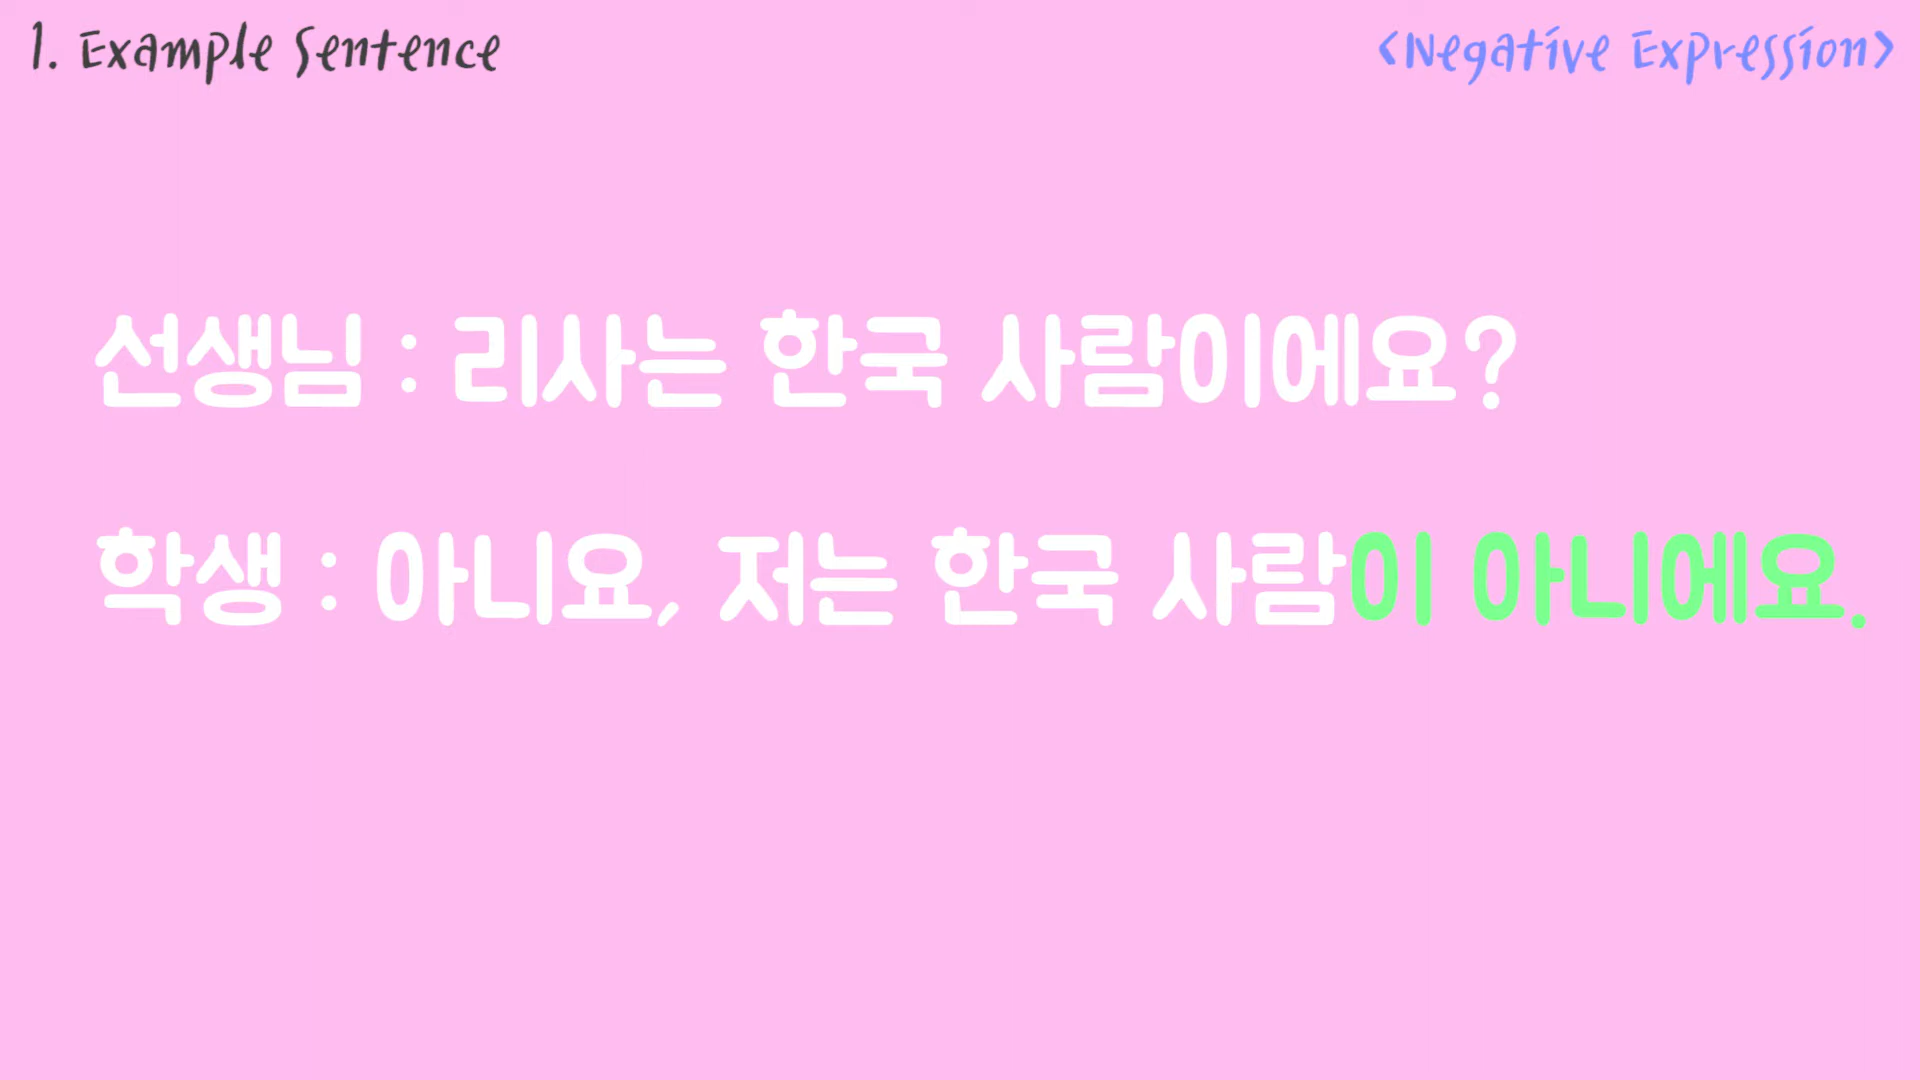 1. Example Sentence
<Negative Expression>
선생님 : 리사는 한국 사람이에요?
학생 : 아니요, 저는 한국 사람이 아니에요.